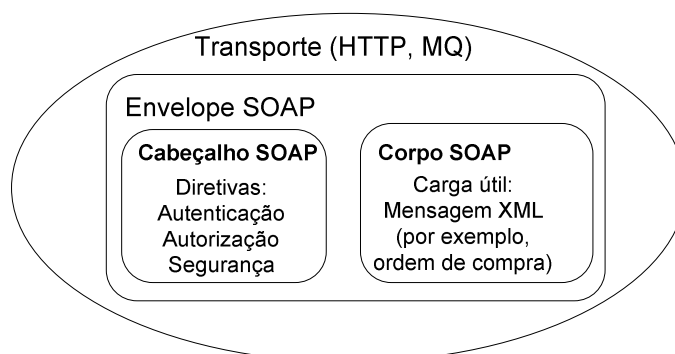 Transporte (HTTP, MQ)
Envelope SOAP
Cabeçalho SOAP
Diretivas:
Autenticação
Autorização
Segurança
Corpo SOAP
Carga útil:
Mensagem XML
(por exemplo,
ordem de compra)